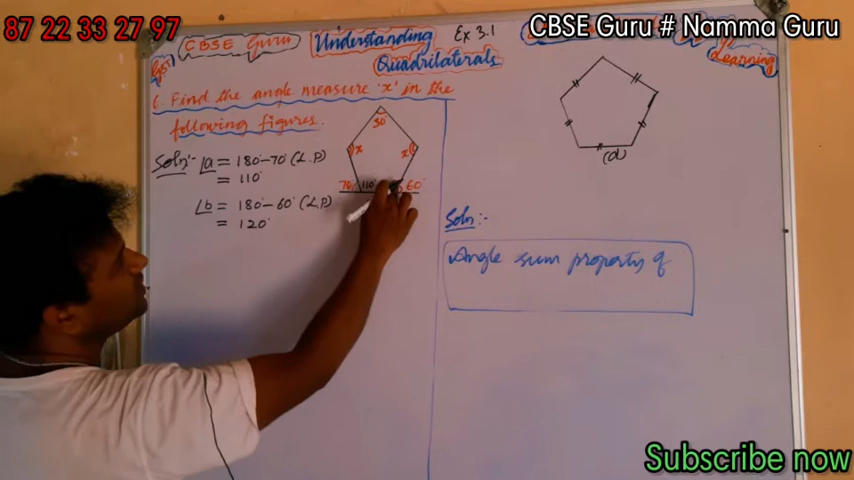 87 22 33 27 97
CBSE Guru # Namma Guru
CBSE Guru
Understanding
Quadrilaterals
Ex 3.1
Learning
6. Find the angle measure 'x' in the
following figures.
Soln:- ∠a = 180°-70° (L.P)
= 110°
∠b = 180°-60° (L.P)
= 120°
30°
x
x
70°
110°
60°
(d)
Soln:-
Angle sum property of
Subscribe now